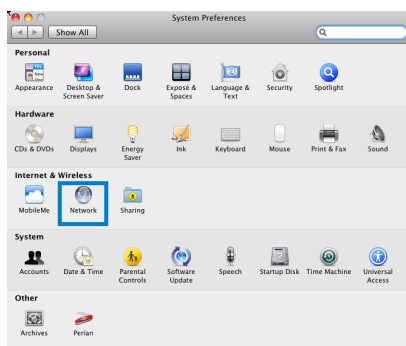 System Preferences
Show All
Personal
Appearance
Desktop &
Screen Saver
Dock
Exposé &
Spaces
Language &
Text
Security
Spotlight
Hardware
CDs & DVDs
Displays
Energy
Saver
Ink
Keyboard
Mouse
Print & Fax
Sound
Internet & Wireless
MobileMe
Network
Sharing
System
Accounts
Date & Time
Parental
Controls
Software
Update
Speech
Startup Disk
Time Machine
Universal
Access
Other
Archives
Perian